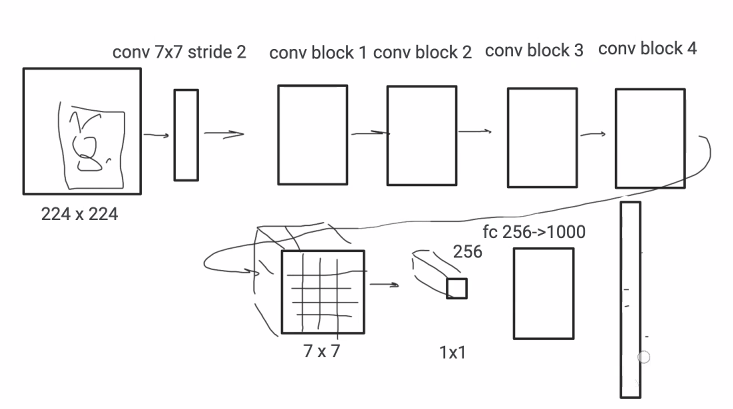 conv 7x7 stride 2
conv block 1
conv block 2
conv block 3
conv block 4
224 x 224
fc 256->1000
256
7 x 7
1x1